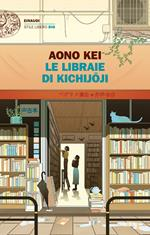 EINAUDI
STILE LIBERO BIG
AONO KEI
LE LIBRAIE
DI KICHIJŌJI